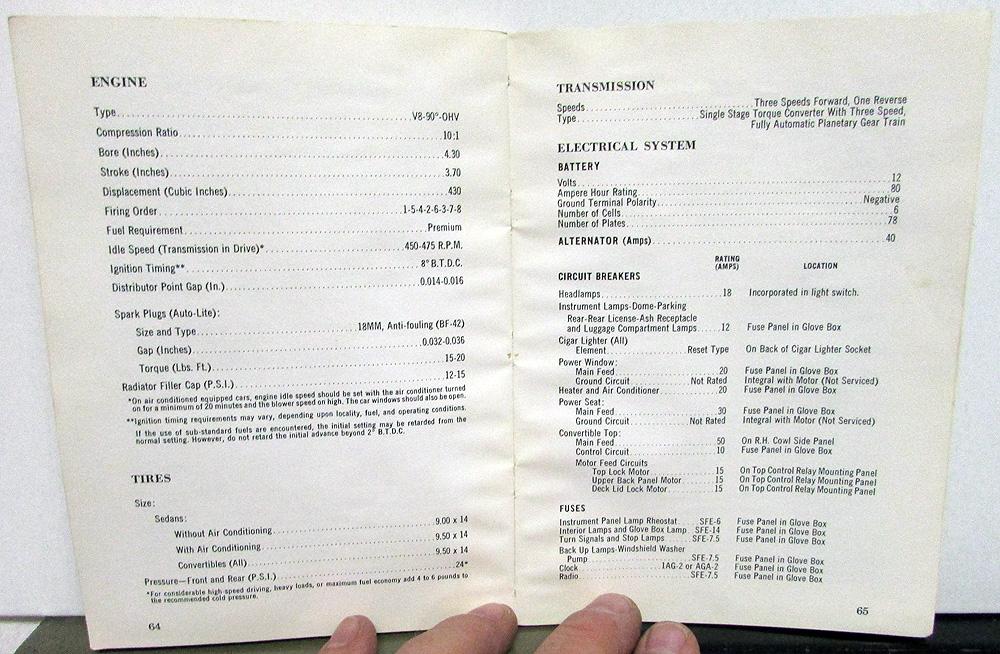 ENGINE
Type V8-90°-OHV
Compression Ratio 10:1
Bore (Inches) 4.30
Stroke (Inches) 3.70
Displacement (Cubic Inches) 430
Firing Order 1-5-4-2-6-3-7-8
Fuel Requirement Premium
Idle Speed (Transmission in Drive)* 450-475 R.P.M.
Ignition Timing** 8° B.T.D.C.
Distributor Point Gap (In.) 0.014-0.016
Spark Plugs (Auto-Lite):
Size and Type 18MM, Anti-fouling (BF-42)
Gap (Inches) 0.032-0.036
Torque (Lbs. Ft.) 15-20
Radiator Filler Cap (P.S.I.) 12-15
*On air conditioned equipped cars, engine idle speed should be set with the air conditioner turned
on for a minimum of 20 minutes and the blower speed on high. The car windows should also be open.
**Ignition timing requirements may vary, depending upon locality, fuel, and operating conditions.
If the use of sub-standard fuels are encountered, the initial setting may be retarded from the
normal setting. However, do not retard the initial advance beyond 2° B.T.D.C.
TIRES
Size:
Sedans:
Without Air Conditioning 9.00 x 14
With Air Conditioning 9.50 x 14
Convertibles (All) 9.50 x 14
Pressure—Front and Rear (P.S.I.) 24*
*For considerable high-speed driving, heavy loads, or maximum fuel economy add 4 to 6 pounds to
the recommended cold pressure.
64
TRANSMISSION
Speeds Three Speeds Forward, One Reverse
Type Single Stage Torque Converter With Three Speed,
Fully Automatic Planetary Gear Train
ELECTRICAL SYSTEM
BATTERY
Volts 12
Ampere Hour Rating 80
Ground Terminal Polarity Negative
Number of Cells 6
Number of Plates 78
ALTERNATOR (Amps) 40
RATING
(AMPS) LOCATION
CIRCUIT BREAKERS
Headlamps 18 Incorporated in light switch.
Instrument Lamps-Dome-Parking
Rear-Rear License-Ash Receptacle
and Luggage Compartment Lamps 12 Fuse Panel in Glove Box
Cigar Lighter (All)
Element Reset Type On Back of Cigar Lighter Socket
Power Window:
Main Feed 20 Fuse Panel in Glove Box
Ground Circuit Not Rated Integral with Motor (Not Serviced)
Heater and Air Conditioner 20 Fuse Panel in Glove Box
Power Seat:
Main Feed 30 Fuse Panel in Glove Box
Ground Circuit Not Rated Integral with Motor (Not Serviced)
Convertible Top:
Main Feed 50 On R.H. Cowl Side Panel
Control Circuit 10 Fuse Panel in Glove Box
Motor Feed Circuits
Top Lock Motor 15 On Top Control Relay Mounting Panel
Upper Back Panel Motor 15 On Top Control Relay Mounting Panel
Deck Lid Lock Motor 15 On Top Control Relay Mounting Panel
FUSES
Instrument Panel Lamp Rheostat SFE-6 Fuse Panel in Glove Box
Interior Lamps and Glove Box Lamp SFE-14 Fuse Panel in Glove Box
Turn Signals and Stop Lamps SFE-7.5 Fuse Panel in Glove Box
Back Up Lamps-Windshield Washer
Pump SFE-7.5 Fuse Panel in Glove Box
Clock 1AG-2 or AGA-2 Fuse Panel in Glove Box
Radio SFE-7.5 Fuse Panel in Glove Box
65